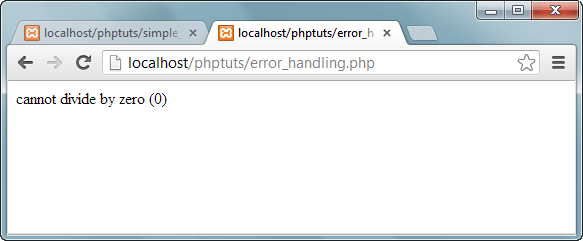 localhost/phptuts/simple_
localhost/phptuts/error_h
localhost/phptuts/error_handling.php
cannot divide by zero (0)